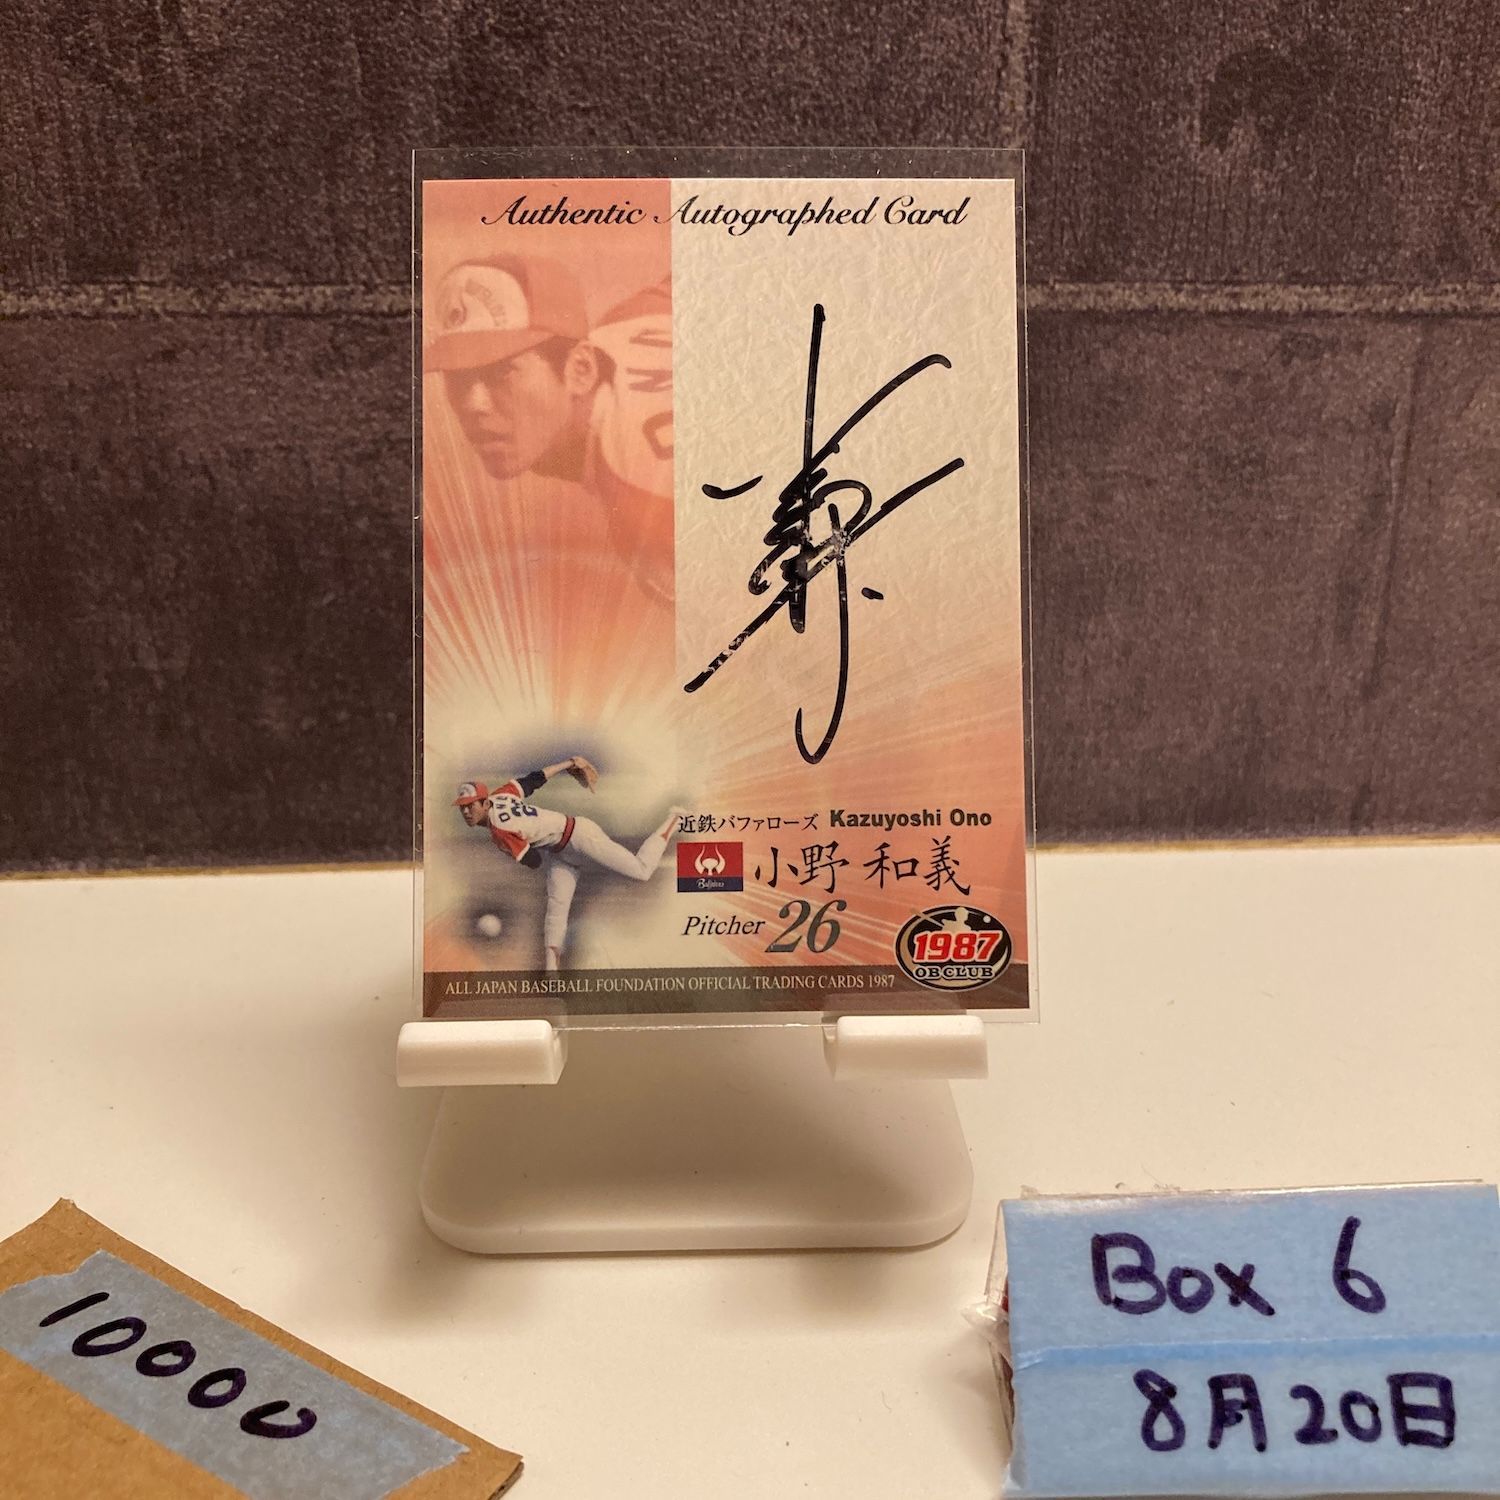 Authentic Autographed Card
近鉄バファローズ Kazuyoshi Ono
小野 和義
Pitcher 26
1987
OB CLUB
ALL JAPAN BASEBALL FOUNDATION OFFICIAL TRADING CARDS 1987
10000
Box 6
8月20日